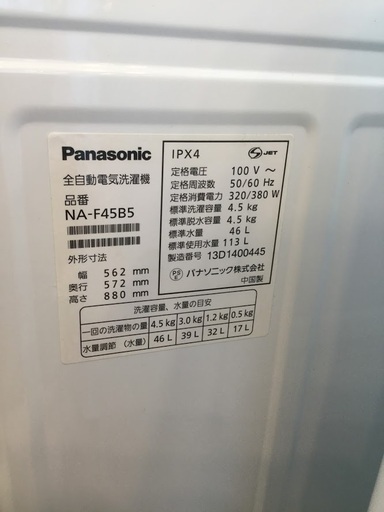 Panasonic
全自動電気洗濯機
品番
NA-F45B5
外形寸法
幅 562 mm
奥行 572 mm
高さ 880 mm
IPX4
JET
定格電圧 100 V ～
定格周波数 50/60 Hz
定格消費電力 320/380 W
標準洗濯容量 4.5 kg
標準脱水容量 4.5 kg
標準水量 46 L
標準使用水量 113 L
製造番号 13D1400445
PSE パナソニック株式会社
中国製
洗濯容量、水量の目安
一回の洗濯物の量 4.5 kg 3.0 kg 1.2 kg 0.5 kg
水量調節（水量） 46 L 39 L 32 L 17 L